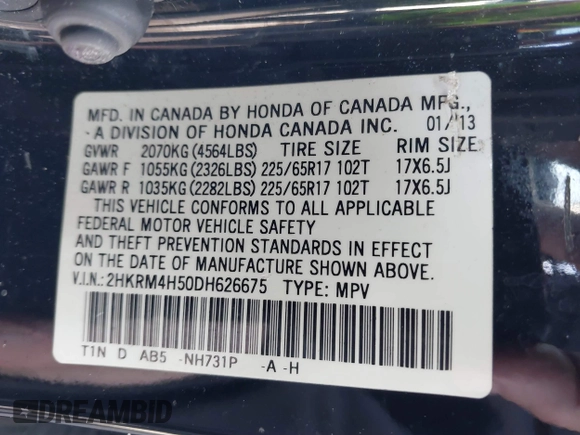 MFD. IN CANADA BY HONDA OF CANADA MFG.,
-A DIVISION OF HONDA CANADA INC. 01/'13
GVWR 2070KG (4564LBS) TIRE SIZE RIM SIZE
GAWR F 1055KG (2326LBS) 225/65R17 102T 17X6.5J
GAWR R 1035KG (2282LBS) 225/65R17 102T 17X6.5J
THIS VEHICLE CONFORMS TO ALL APPLICABLE
FEDERAL MOTOR VEHICLE SAFETY
AND THEFT PREVENTION STANDARDS IN EFFECT
ON THE DATE OF MANUFACTURE SHOWN ABOVE.
V.I.N.: 2HKRM4H50DH626675 TYPE: MPV
T1N D AB5 -NH731P -A -H
DREAMBID